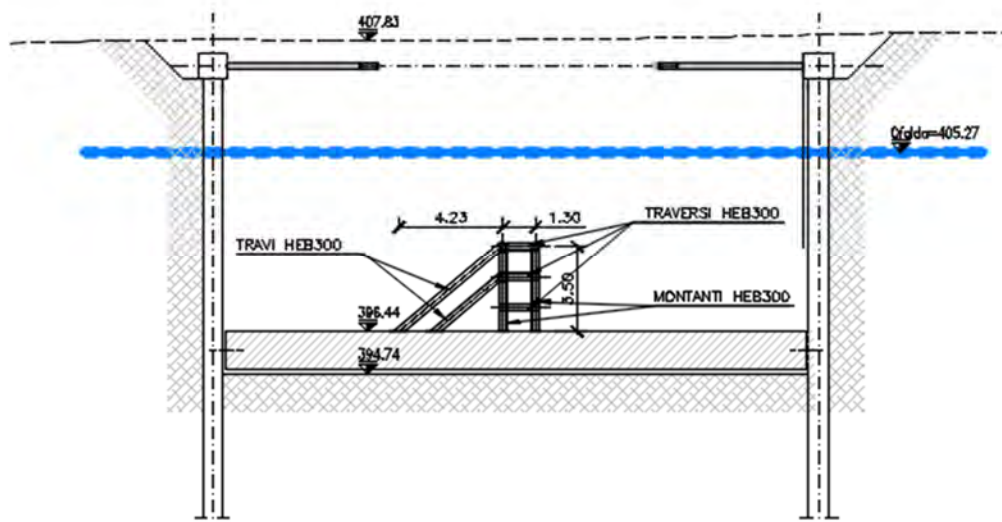 407.83
Qfalda=405.27
4.23
1.30
TRAVERSI HEB300
TRAVI HEB300
3.50
MONTANTI HEB300
396.44
394.74